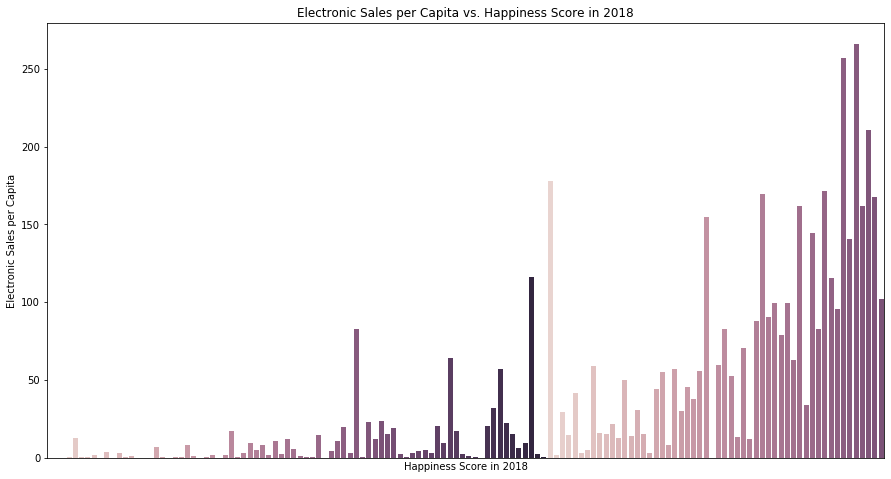 Electronic Sales per Capita vs. Happiness Score in 2018
Electronic Sales per Capita
250
200
150
100
50
0
Happiness Score in 2018